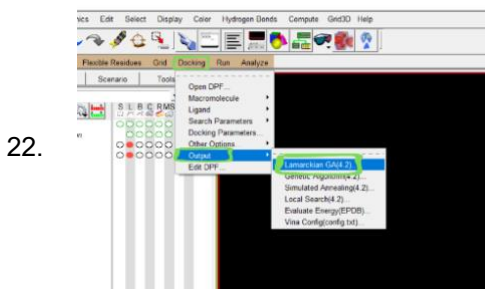 Edit Select Display Color Hydrogen Bonds Compute Grid3D Help
Flexible Residues Grid Docking Run Analyze
Scenario Tools
S L B C R MS
Open DPF...
Macromolecule
Ligand
Search Parameters
Docking Parameters...
Other Options
Output
Edit DPF...
Lamarckian GA(4.2)...
Genetic Algorithm(4.2)...
Simulated Annealing(4.2)...
Local Search(4.2)...
Evaluate Energy(EPDB)...
Vina Config(config.txt)...
22.